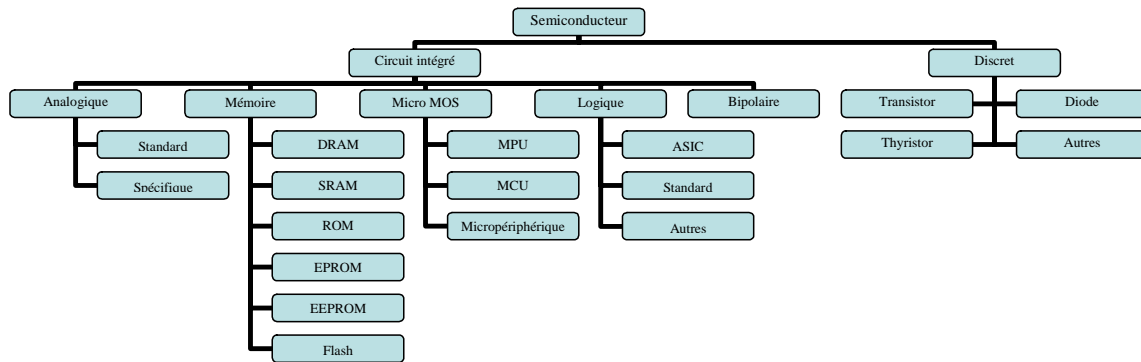 Semiconducteur
Circuit intégré
Discret
Analogique
Mémoire
Micro MOS
Logique
Bipolaire
Transistor
Diode
Thyristor
Autres
Standard
Spécifique
DRAM
SRAM
ROM
EPROM
EEPROM
Flash
MPU
MCU
Micropériphérique
ASIC
Standard
Autres